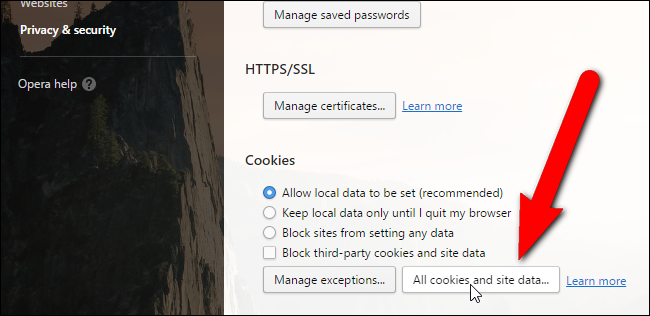 Websites
Privacy & security
Opera help ?
Manage saved passwords
HTTPS/SSL
Manage certificates... Learn more
Cookies
Allow local data to be set (recommended)
Keep local data only until I quit my browser
Block sites from setting any data
Block third-party cookies and site data
Manage exceptions... All cookies and site data... Learn more